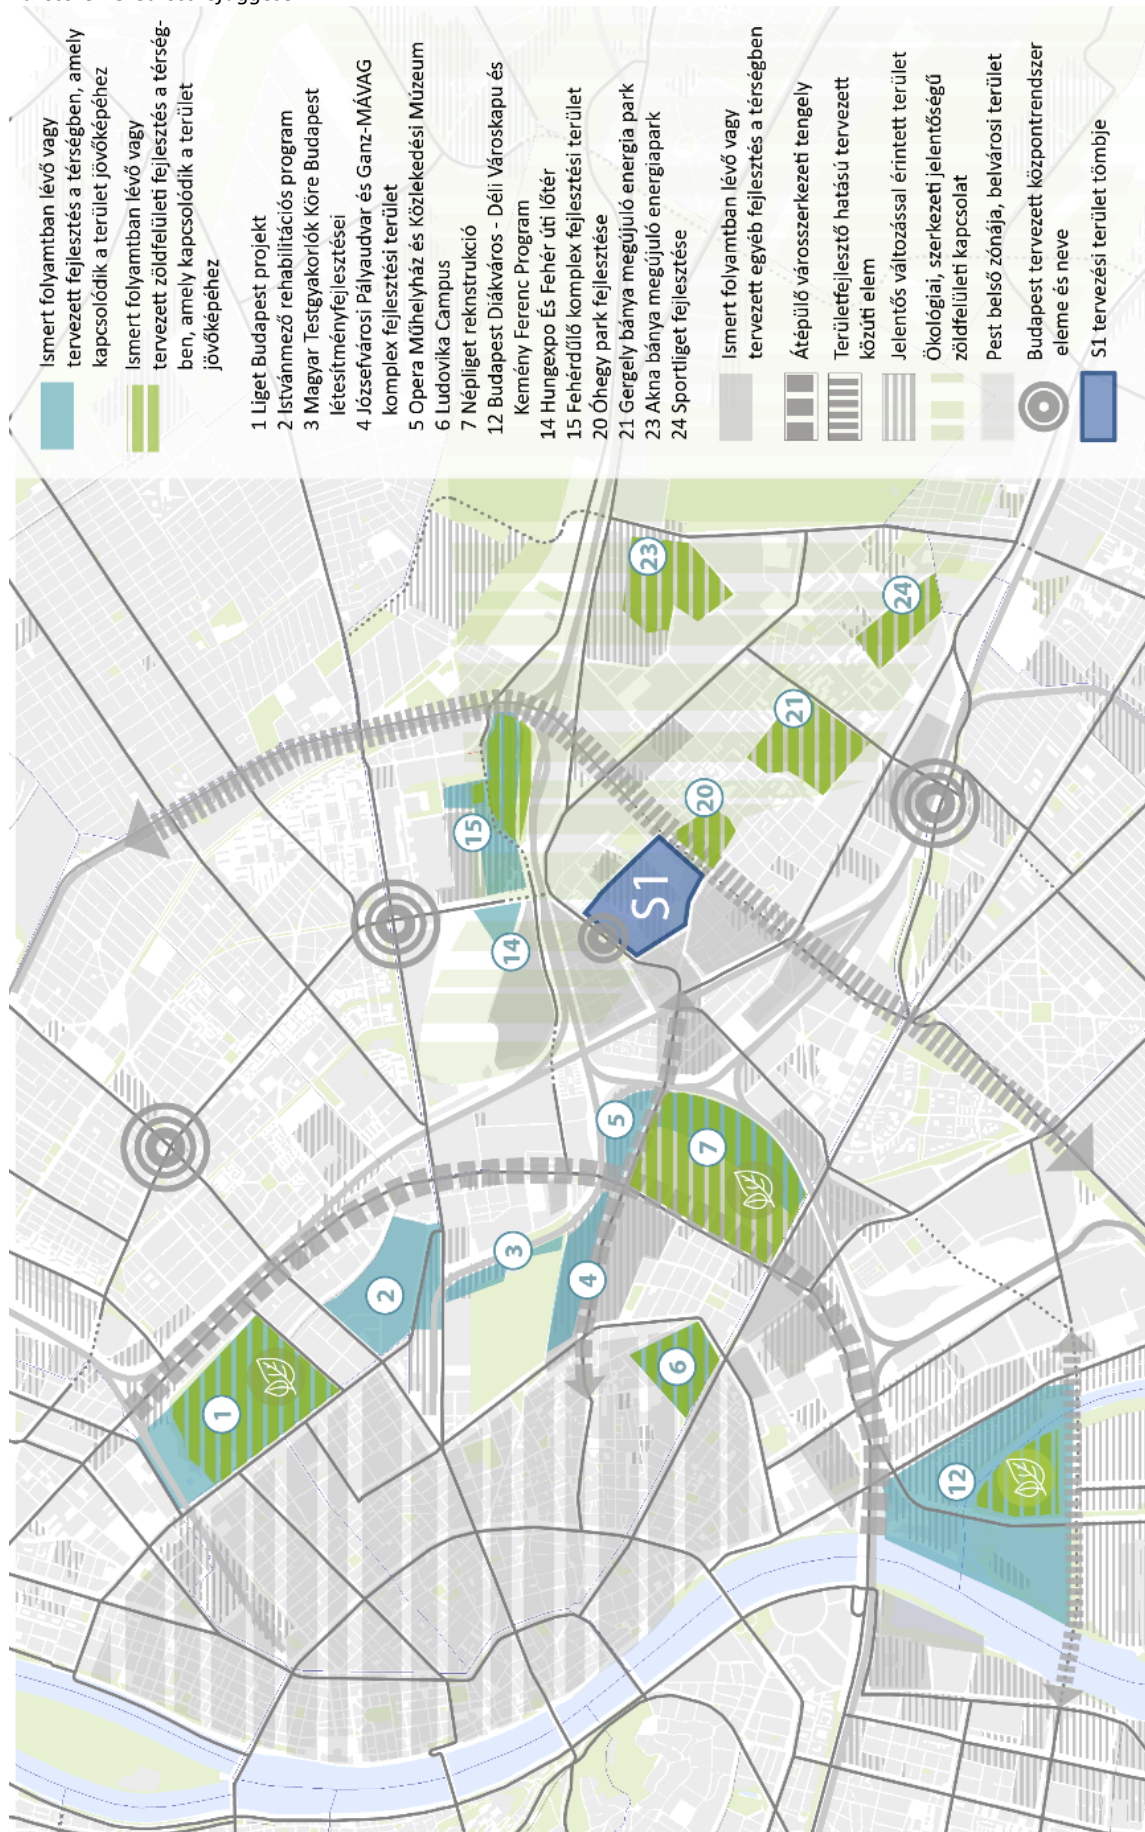 Ismert folyamtban lévő vagy
tervezett fejlesztés a térségben, amely
kapcsolódik a terület jövőképéhez
Ismert folyamtban lévő vagy
tervezett zöldfelületi fejlesztés a térség-
ben, amely kapcsolódik a terület
jövőképéhez
1 Liget Budapest projekt
2 Istvánmező rehabilitációs program
3 Magyar Testgyakorlók Köre Budapest
létesítményfejlesztései
4 Józsefvárosi Pályaudvar és Ganz-MÁVAG
komplex fejlesztési terület
5 Opera Műhelyház és Közlekedési Múzeum
6 Ludovika Campus
7 Népliget reknstrukció
12 Budapest Diákváros - Déli Városkapu és
Kemény Ferenc Program
14 Hungexpo És Fehér úti lőtér
15 Fehérdűlő komplex fejlesztési terület
20 Óhegy park fejlesztése
21 Gergely bánya megújuló energia park
23 Akna bánya megújuló energiapark
24 Sportliget fejlesztése
Ismert folyamtban lévő vagy
tervezett egyéb fejlesztés a térségben
Átépülő városszerkezeti tengely
Területfejlesztő hatású tervezett
közúti elem
Jelentős változással érintett terület
Ökológiai, szerkezeti jelentőségű
zöldfelületi kapcsolat
Pest belső zónája, belvárosi terület
Budapest tervezett központrendszer
eleme és neve
S1 tervezési terület tömbje
1
2
3
15
14
4
5
6
7
23
S1
20
21
24
12